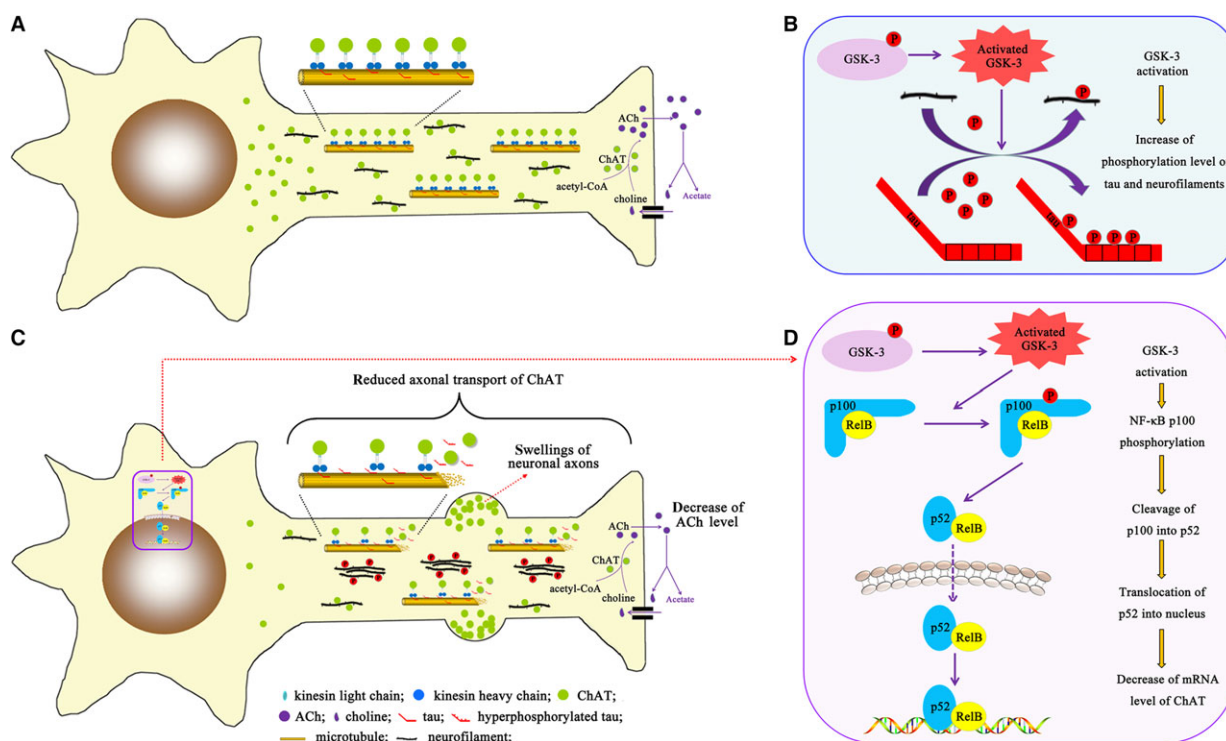 A
ACh
ChAT
acetyl-CoA
choline
Acetate
B
GSK-3
P
Activated
GSK-3
P
P
P
P
P
P
tau
tau
P
P
P
P
GSK-3
activation
Increase of
phosphorylation level o
tau and neurofilaments
C
Reduced axonal transport of ChAT
Swellings of
neuronal axons
Decrease of
ACh level
P
P
P
P
P
P
P
P
P
P
P
P
ACh
ChAT
acetyl-CoA
choline
Acetate
kinesin light chain;
kinesin heavy chain;
ChAT;
ACh;
choline;
tau;
hyperphosphorylated tau;
microtubule;
neurofilament;
D
GSK-3
P
Activated
GSK-3
p100
RelB
p100
P
RelB
p52
RelB
p52
RelB
p52
RelB
GSK-3
activation
NF-κB p100
phosphorylation
Cleavage of
p100 into p52
Translocation of
p52 into nucleus
Decrease of mRNA
level of ChAT